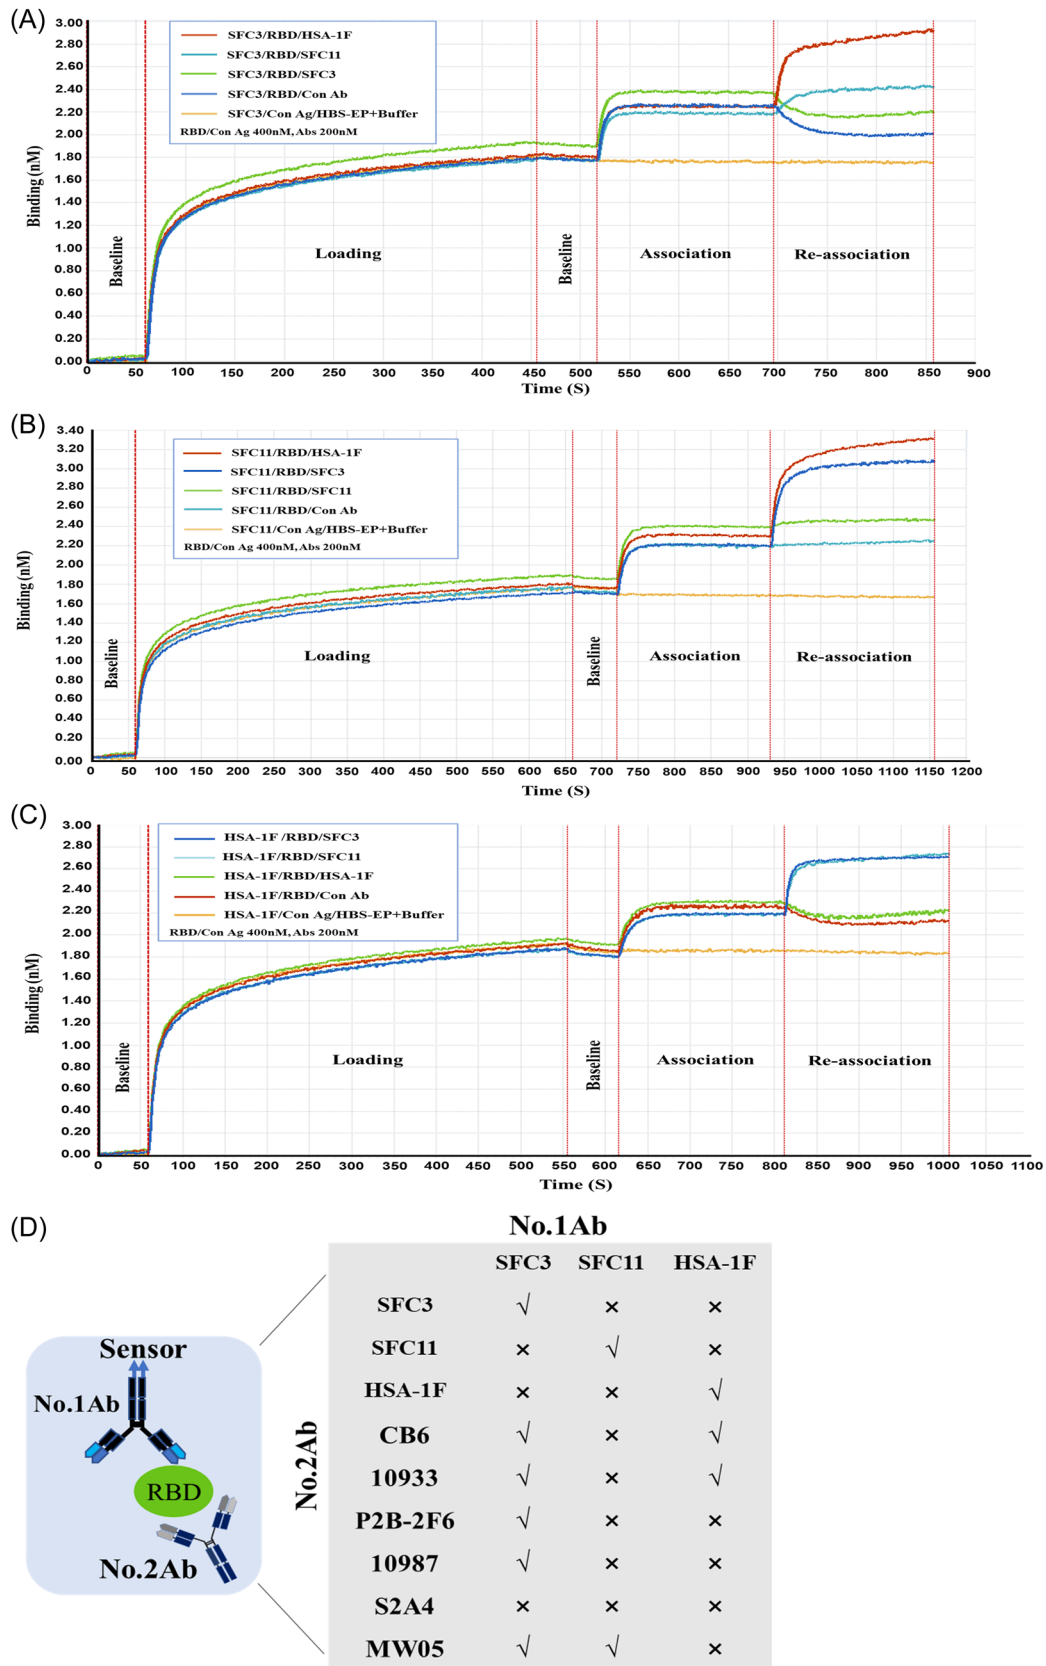 (A)
3.00
2.80
2.60
2.40
2.20
2.00
1.80
1.60
1.40
1.20
1.00
0.80
0.60
0.40
0.20
0.00
Binding (nM)
SFC3/RBD/HSA-1F
SFC3/RBD/SFC11
SFC3/RBD/SFC3
SFC3/RBD/Con Ab
SFC3/Con Ag/HBS-EP+Buffer
RBD/Con Ag 400nM, Abs 200nM
Baseline
Loading
Baseline
Association
Re-association
0 50 100 150 200 250 300 350 400 450 500 550 600 650 700 750 800 850 900
Time (S)
(B)
3.40
3.00
2.80
2.60
2.40
2.20
2.00
1.80
1.60
1.40
1.20
1.00
0.80
0.60
0.40
0.20
0.00
Binding (nM)
SFC11/RBD/HSA-1F
SFC11/RBD/SFC3
SFC11/RBD/SFC11
SFC11/RBD/Con Ab
SFC11/Con Ag/HBS-EP+Buffer
RBD/Con Ag 400nM, Abs 200nM
Baseline
Loading
Baseline
Association
Re-association
0 50 100 150 200 250 300 350 400 450 500 550 600 650 700 750 800 850 900 950 1000 1050 1100 1150 1200
Time (S)
(C)
3.00
2.80
2.60
2.40
2.20
2.00
1.80
1.60
1.40
1.20
1.00
0.80
0.60
0.40
0.20
0.00
Binding (nM)
HSA-1F /RBD/SFC3
HSA-1F/RBD/SFC11
HSA-1F/RBD/HSA-1F
HSA-1F/RBD/Con Ab
HSA-1F/Con Ag/HBS-EP+Buffer
RBD/Con Ag 400nM, Abs 200nM
Baseline
Loading
Baseline
Association
Re-association
0 50 100 150 200 250 300 350 400 450 500 550 600 650 700 750 800 850 900 950 1000 1050 1100
Time (S)
(D)
Sensor
No.1Ab
RBD
No.2Ab
No.1Ab
No.2Ab
SFC3 SFC11 HSA-1F
SFC3 √ × ×
SFC11 × √ ×
HSA-1F × × √
CB6 √ × √
10933 √ × √
P2B-2F6 √ × ×
10987 √ × ×
S2A4 × × ×
MW05 √ √ ×